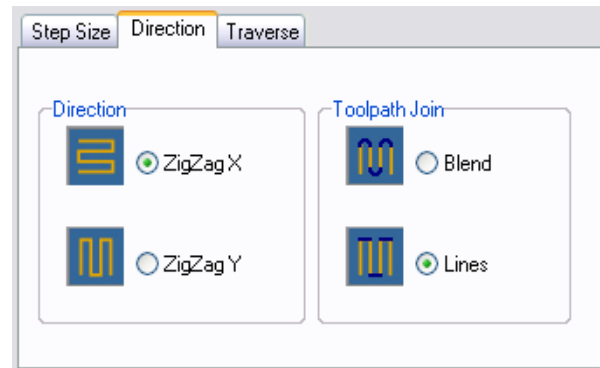 Step Size Direction Traverse
Direction Toolpath Join
ZigZag X Blend
ZigZag Y Lines